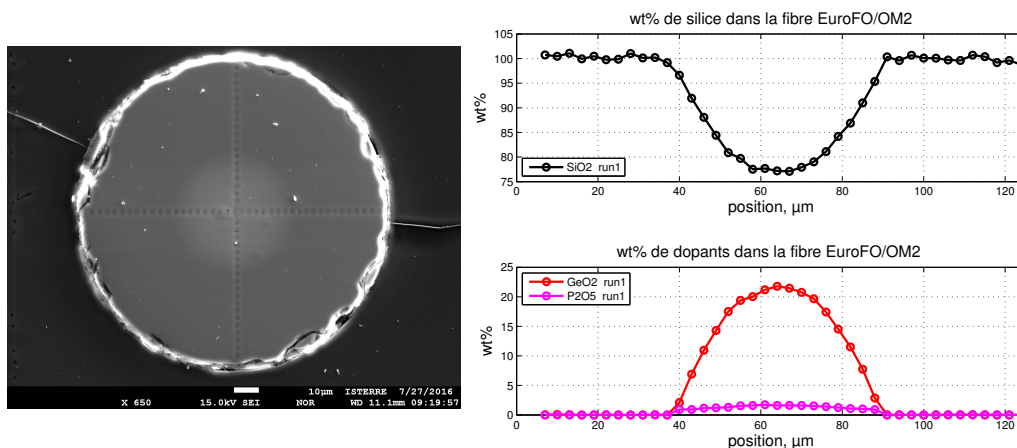 10µm ISTERRE 7/27/2016
X 650 15.0kV SEI NOR WD 11.1mm 09:19:57
wt% de silice dans la fibre EuroFO/OM2
105
100
95
90
85
80
75
wt%
SiO2 run1
0 20 40 60 80 100 120
position, µm
wt% de dopants dans la fibre EuroFO/OM2
25
20
15
10
5
0
wt%
GeO2 run1
P2O5 run1
0 20 40 60 80 100 120
position, µm